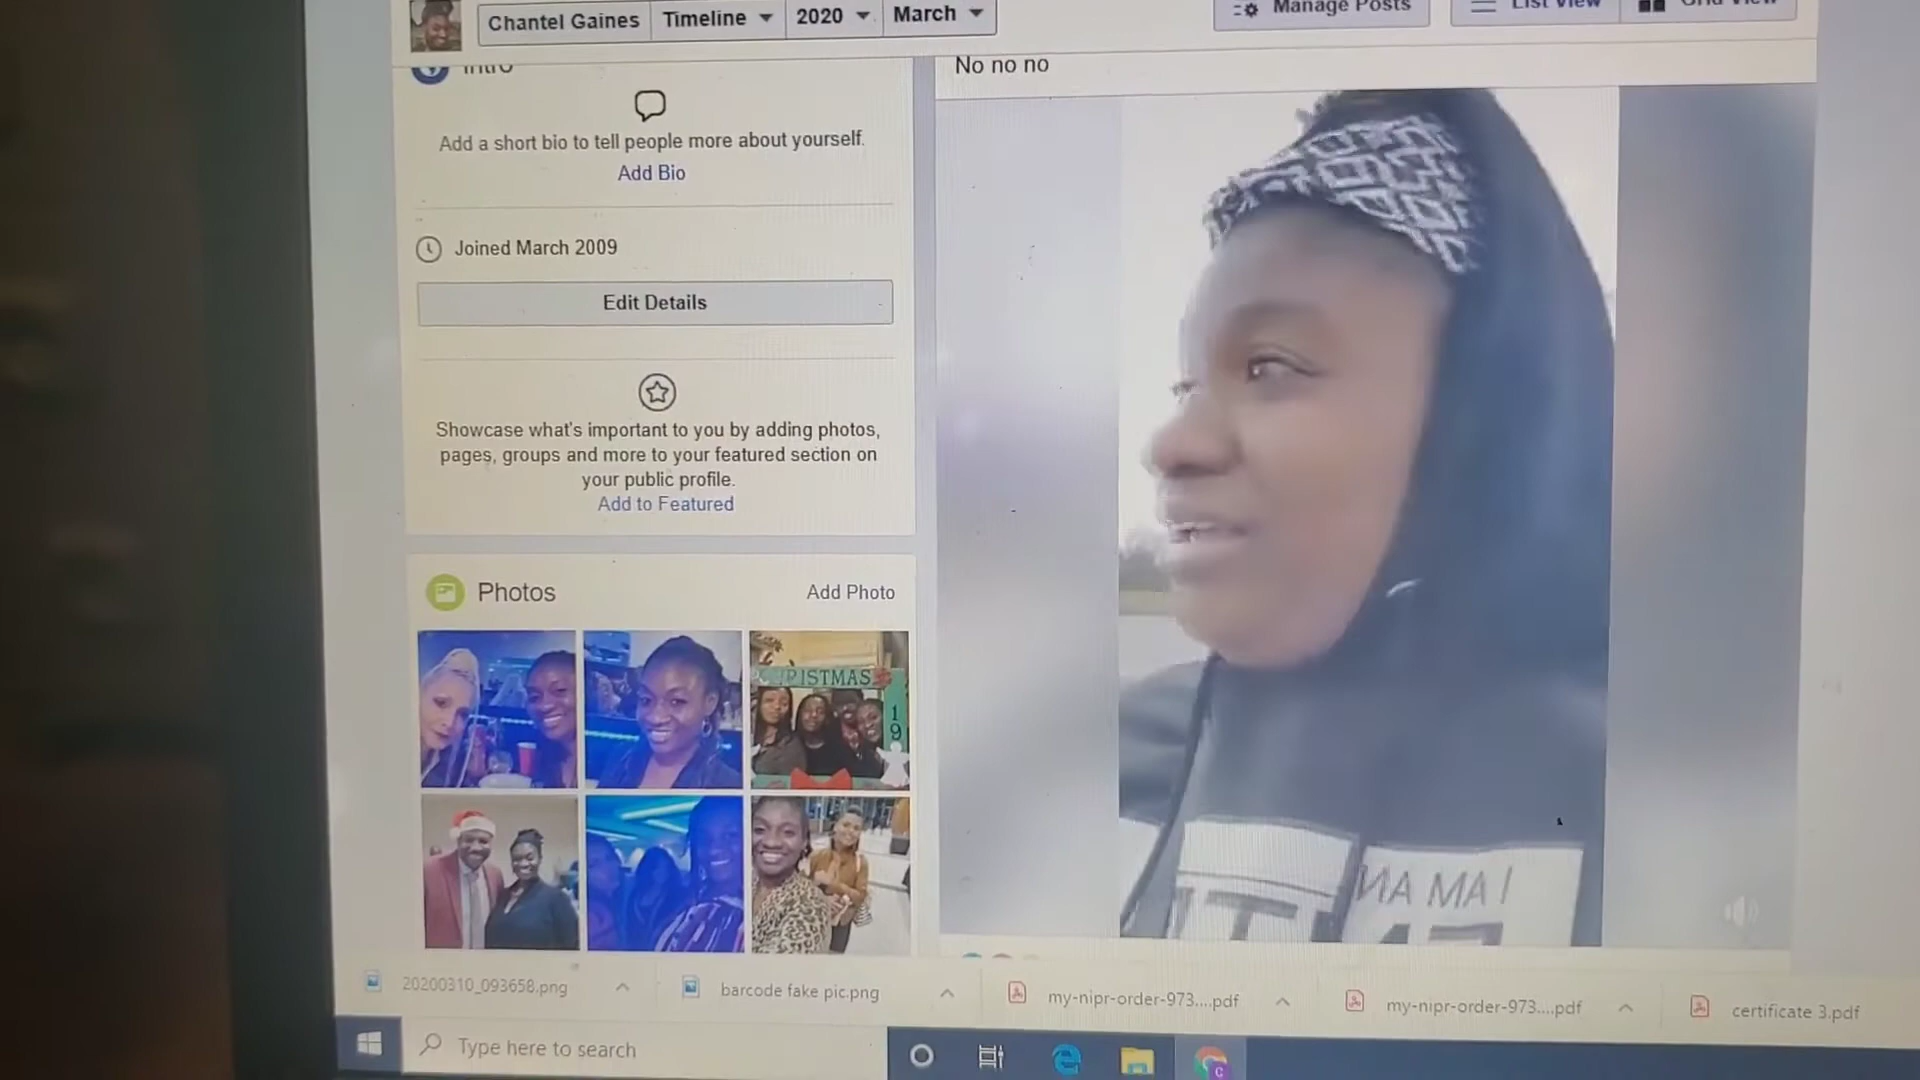 Chantel Gaines
Timeline
2020
March
Manage Posts
List View
Grid View
Intro
No no no
Add a short bio to tell people more about yourself.
Add Bio
Joined March 2009
Edit Details
Showcase what's important to you by adding photos,
pages, groups and more to your featured section on
your public profile.
Add to Featured
Photos
Add Photo
CHRISTMAS
19
20200310_093658.png
barcode fake pic.png
my-nipr-order-973....pdf
my-nipr-order-973....pdf
certificate 3.pdf
Type here to search
C